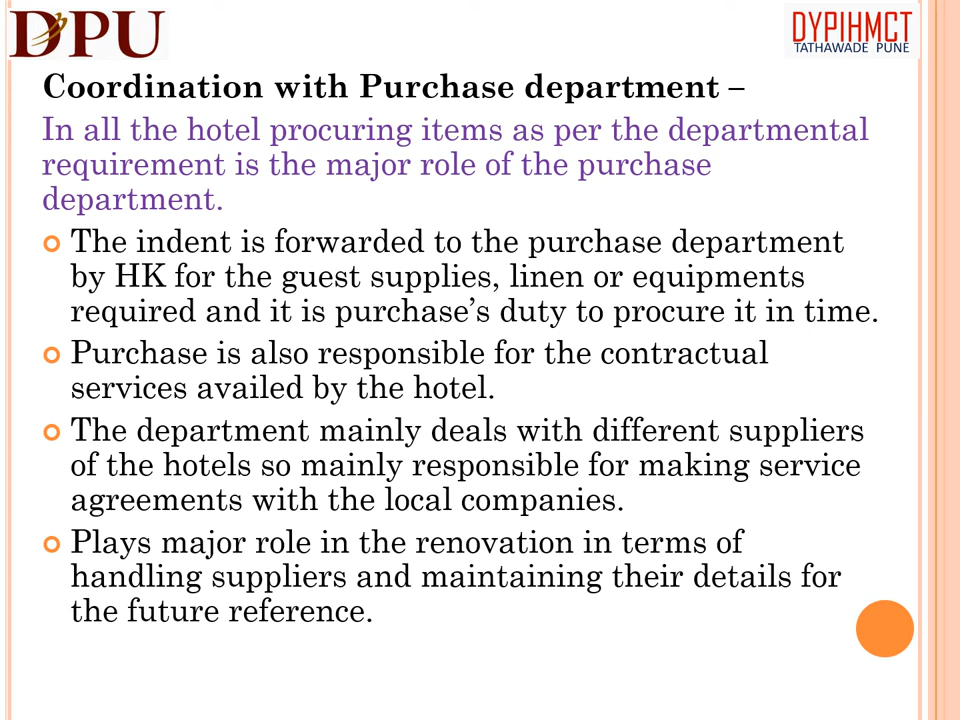 DPU
DYPIHMCT
TATHAWADE PUNE
Coordination with Purchase department –
In all the hotel procuring items as per the departmental
requirement is the major role of the purchase
department.
The indent is forwarded to the purchase department
by HK for the guest supplies, linen or equipments
required and it is purchase’s duty to procure it in time.
Purchase is also responsible for the contractual
services availed by the hotel.
The department mainly deals with different suppliers
of the hotels so mainly responsible for making service
agreements with the local companies.
Plays major role in the renovation in terms of
handling suppliers and maintaining their details for
the future reference.